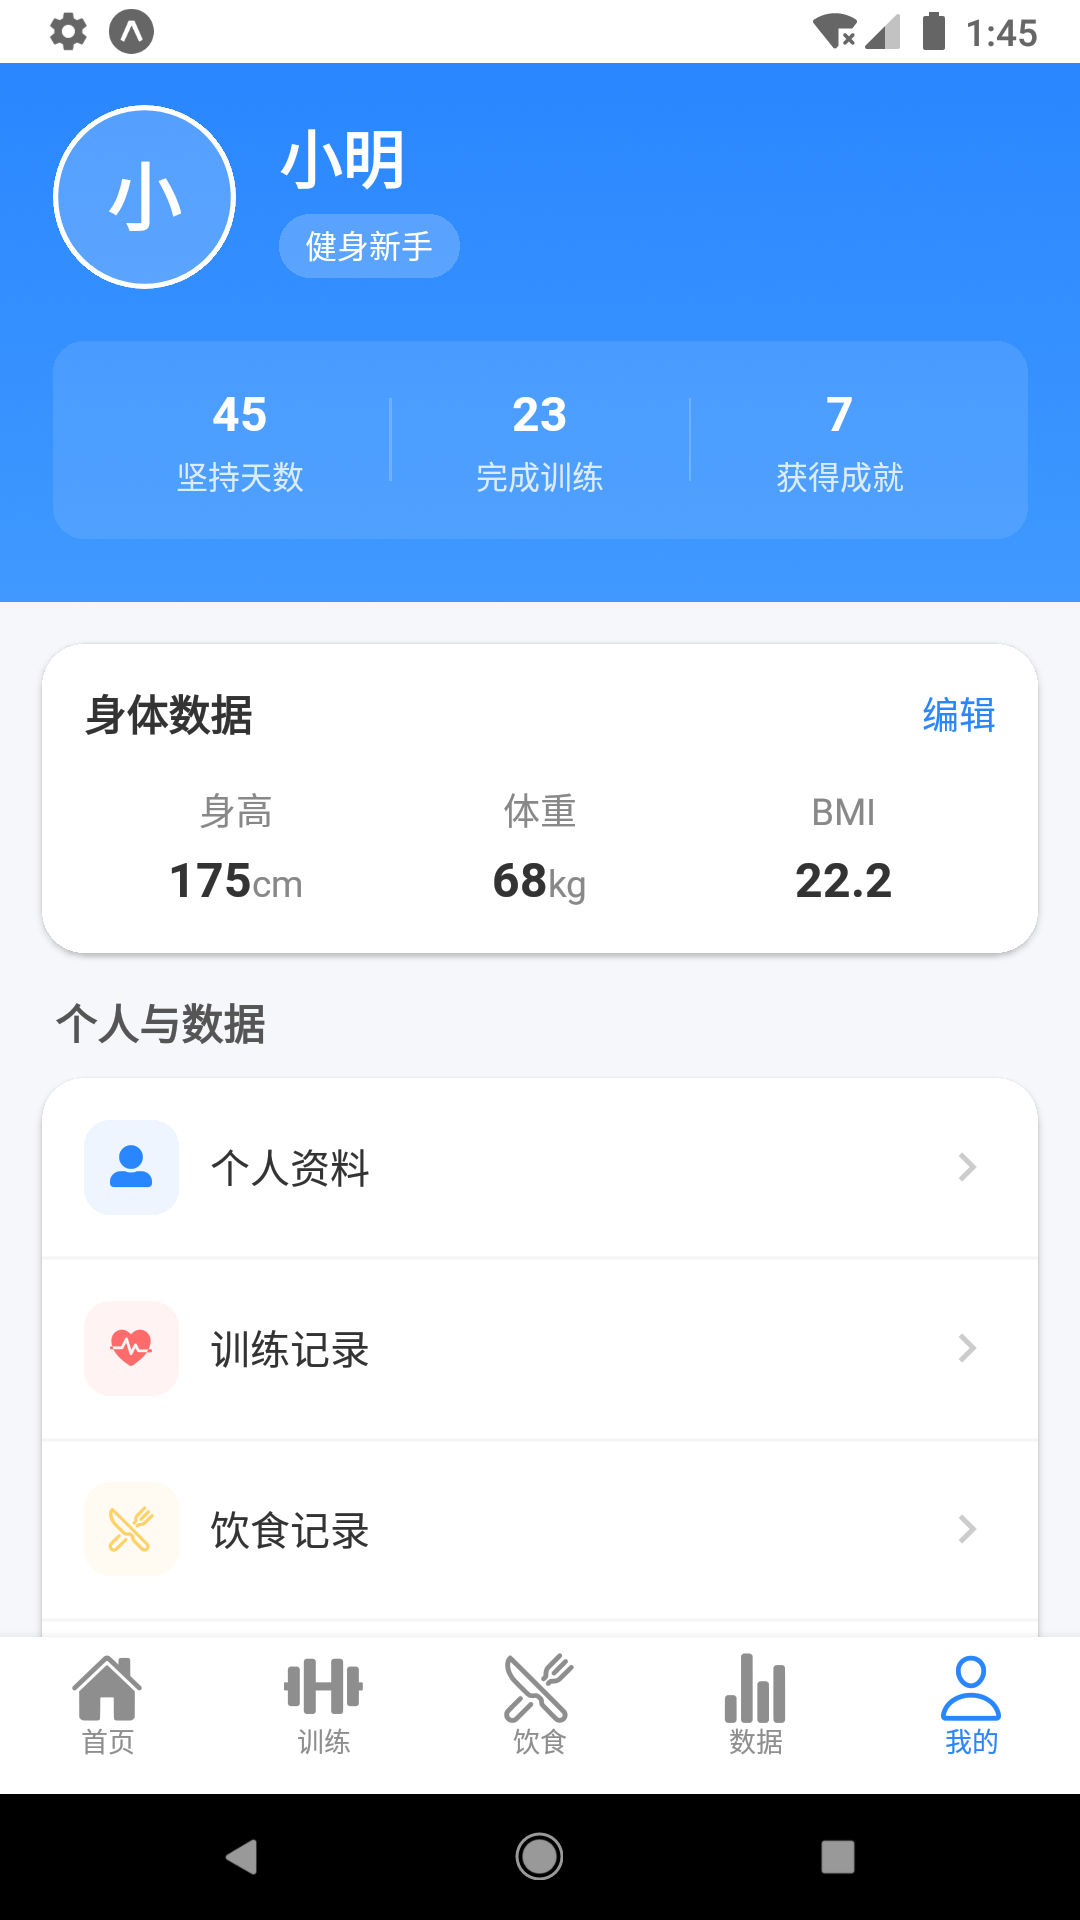 1:45
小
小明
健身新手
45 23 7
坚持天数 完成训练 获得成就
身体数据 编辑
身高 体重 BMI
175cm 68kg 22.2
个人与数据
个人资料
训练记录
饮食记录
首页 训练 饮食 数据 我的